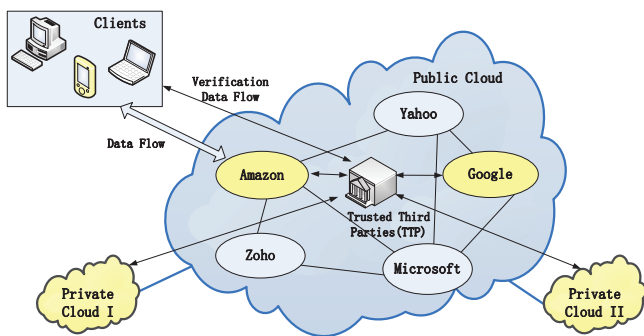 Clients
Verification
Data Flow
Public Cloud
Yahoo
Data Flow
Amazon
Google
Trusted Third
Parties(TTP)
Zoho
Microsoft
Private
Cloud I
Private
Cloud II